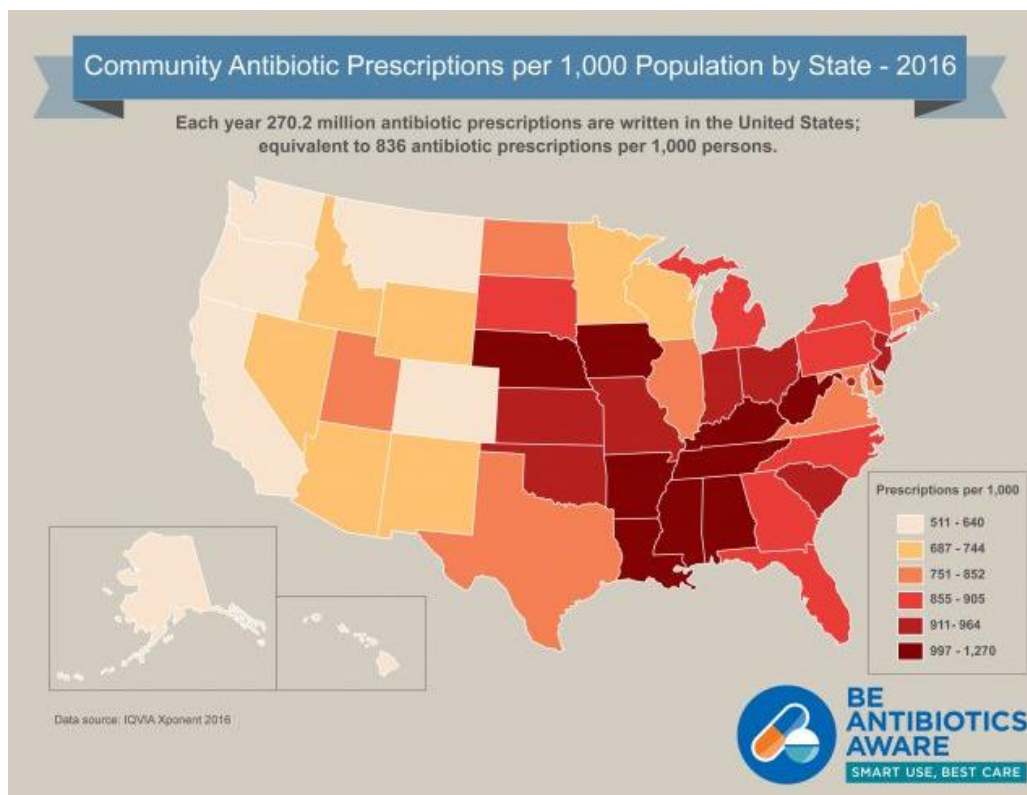 Community Antibiotic Prescriptions per 1,000 Population by State - 2016
Each year 270.2 million antibiotic prescriptions are written in the United States;
equivalent to 836 antibiotic prescriptions per 1,000 persons.
Prescriptions per 1,000
511 - 640
687 - 744
751 - 852
855 - 905
911- 964
997 - 1,270
Data source: IQVIA Xponent 2016
BE
ANTIBIOTICS
AWARE
SMART USE, BEST CARE